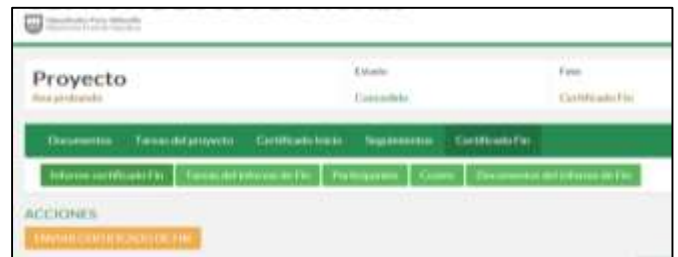 Proyecto
Estado
Fase
Concedido
Certificado Fin
Documentos Tareas del proyecto Certificado Inicio Seguimientos Certificado Fin
Informe certificado Fin Tareas del informe de Fin Participantes Costes Documentos del informe de Fin
ACCIONES
ENVIAR CERTIFICADO DE FIN